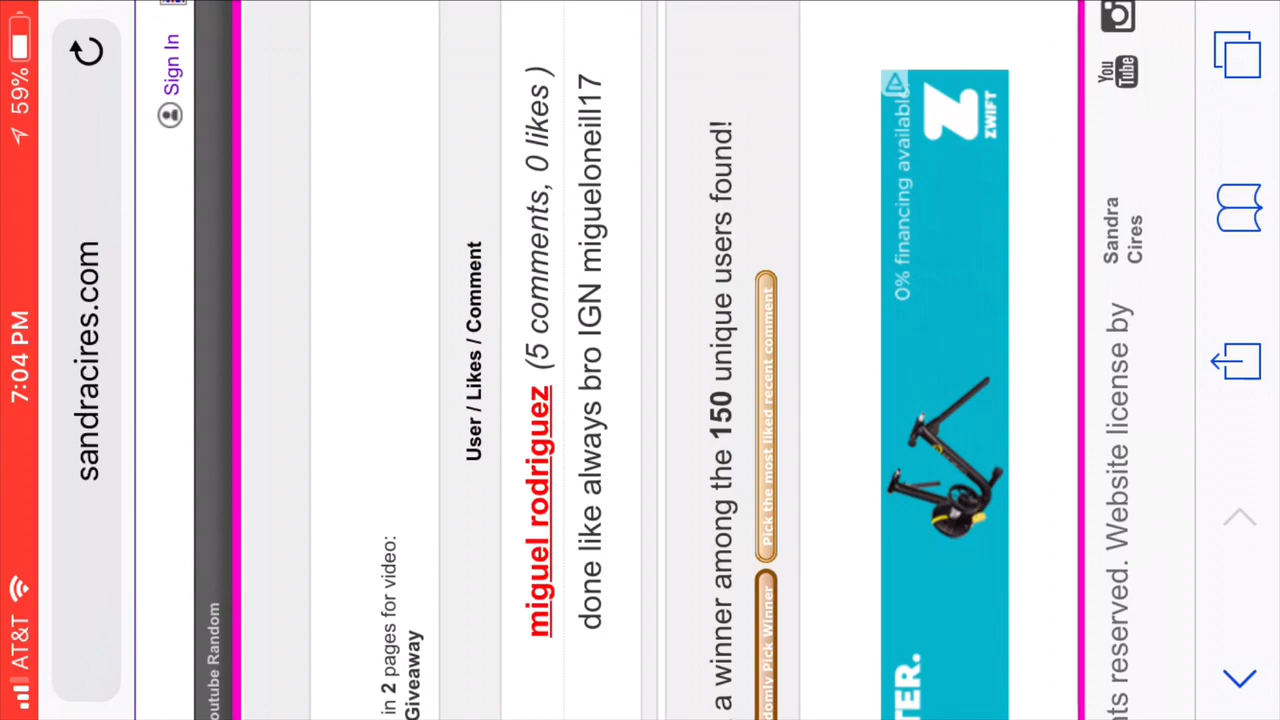 AT&T 7:04 PM 59%
sandracires.com
Sign In
outube Random
in 2 pages for video:
Giveaway
User / Likes / Comment
miguel rodriguez (5 comments, 0 likes )
done like always bro IGN migueloneill17
a winner among the 150 unique users found!
domly Pick Winner Pick the most liked recent comment
TER. 0% financing available
ZWIFT
You Tube
nts reserved. Website license by Sandra Cires